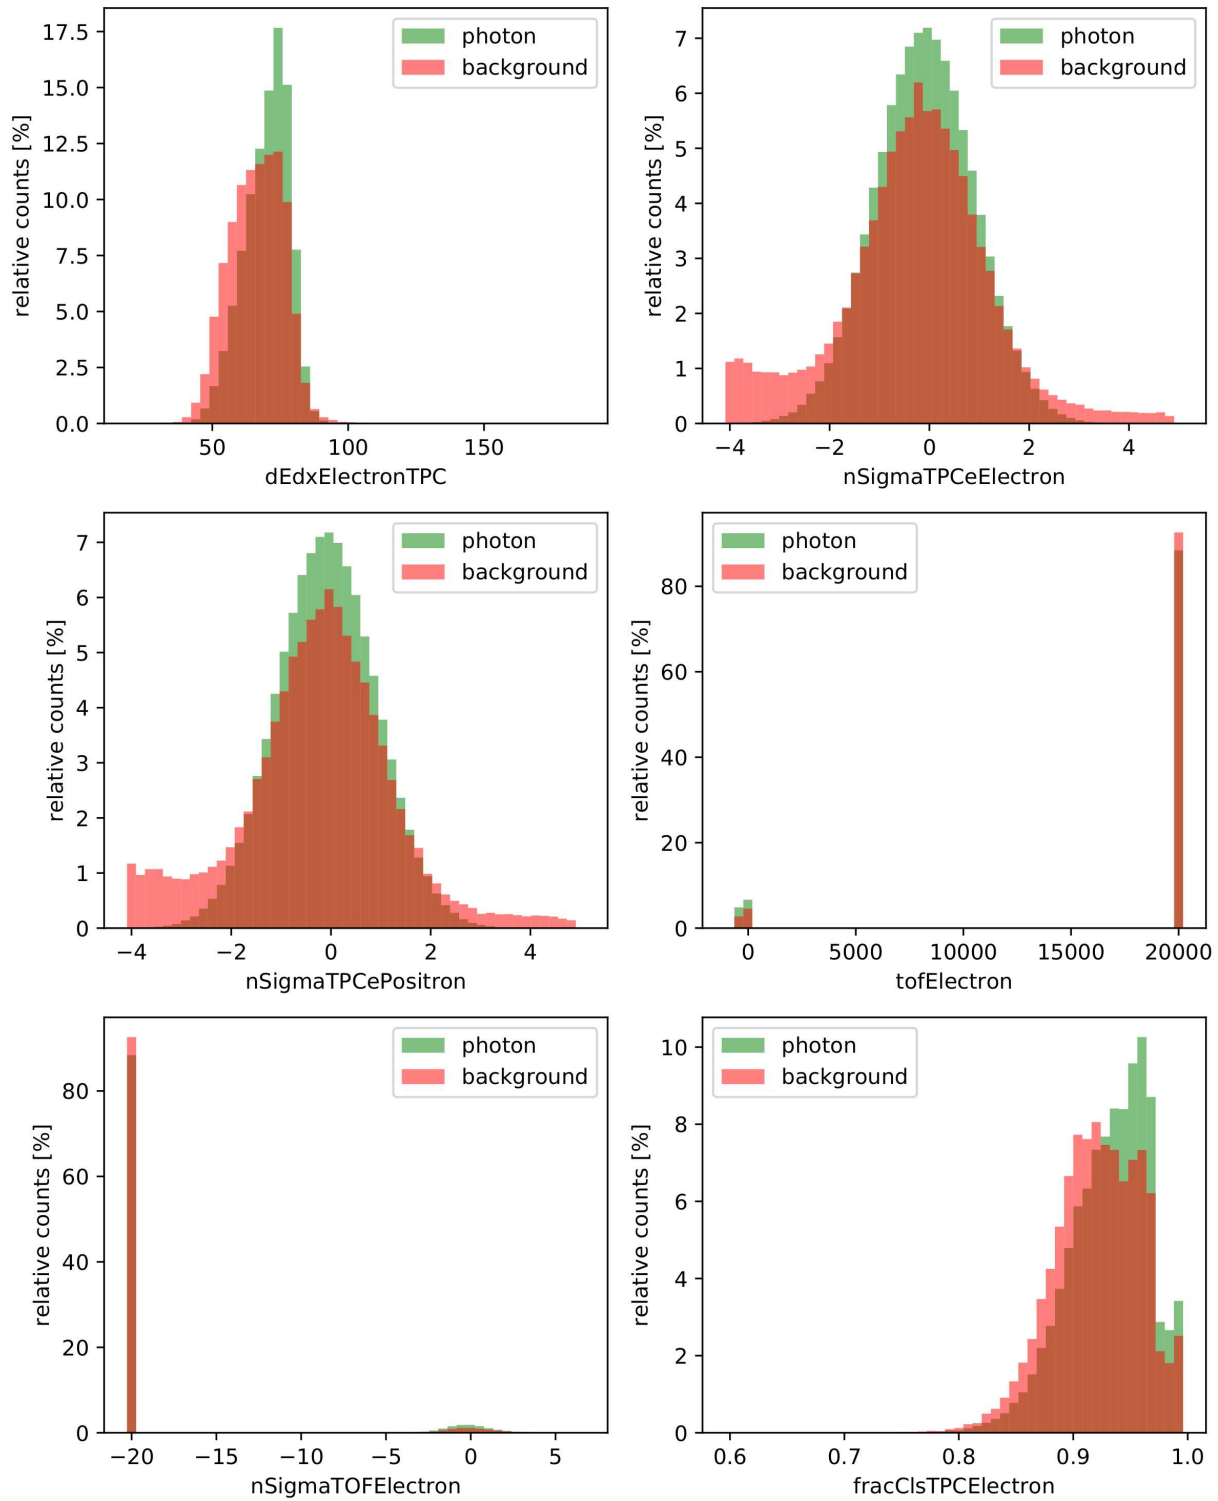 17.5
15.0
12.5
10.0
7.5
5.0
2.5
0.0
relative counts [%]
photon
background
50
100
150
dEdxElectronTPC
7
6
5
4
3
2
1
0
relative counts [%]
photon
background
−4
−2
0
2
4
nSigmaTPCeElectron
7
6
5
4
3
2
1
0
relative counts [%]
photon
background
−4
−2
0
2
4
nSigmaTPCePositron
80
60
40
20
0
relative counts [%]
photon
background
0
5000
10000
15000
20000
tofElectron
80
60
40
20
0
relative counts [%]
photon
background
−20
−15
−10
−5
0
5
nSigmaTOFElectron
10
8
6
4
2
0
relative counts [%]
photon
background
0.6
0.7
0.8
0.9
1.0
fracClsTPCElectron